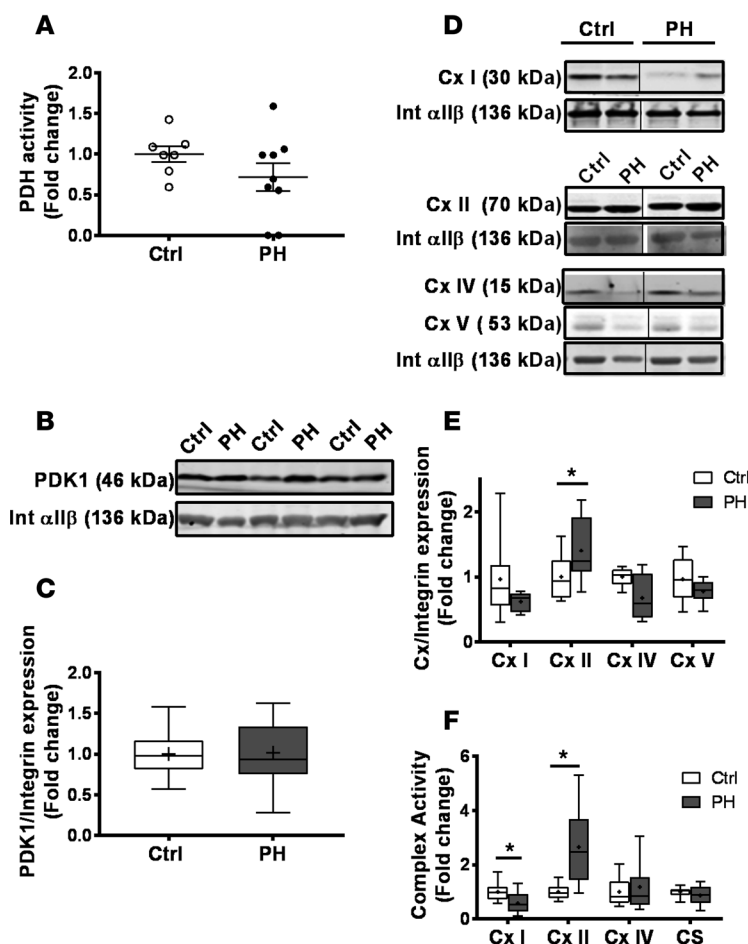 A
PDH activity
(Fold change)
2.0
1.5
1.0
0.5
0.0
Ctrl PH
B
Ctrl PH Ctrl PH Ctrl PH
PDK1 (46 kDa)
Int αIIβ (136 kDa)
C
PDK1/Integrin expression
(Fold change)
2.0
1.5
1.0
0.5
0.0
Ctrl PH
D
Ctrl PH
Cx I (30 kDa)
Int αIIβ (136 kDa)
Ctrl PH Ctrl PH
Cx II (70 kDa)
Int αIIβ (136 kDa)
Cx IV (15 kDa)
Cx V ( 53 kDa)
Int αIIβ (136 kDa)
E
Cx/Integrin expression
(Fold change)
2
1
0
*
Ctrl
PH
Cx I Cx II Cx IV Cx V
F
Complex Activity
(Fold change)
6
4
2
0
*
*
Ctrl
PH
Cx I Cx II Cx IV CS